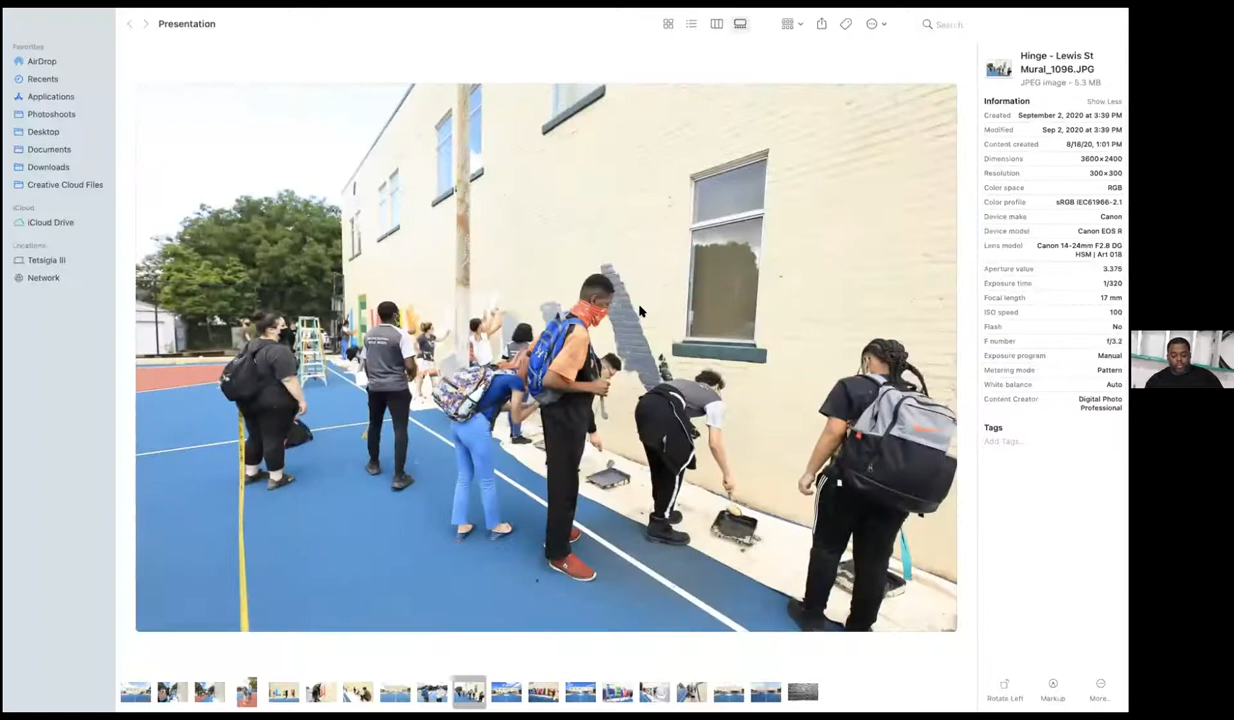 Presentation
Search
Favorites
AirDrop
Recents
Applications
Photoshoots
Desktop
Documents
Downloads
Creative Cloud Files
iCloud
iCloud Drive
Locations
Tetsigia III
Network
Hinge - Lewis St
Mural_1096.JPG
JPEG image - 5.3 MB
Information Show Less
Created September 2, 2020 at 3:39 PM
Modified Sep 2, 2020 at 3:39 PM
Content created 8/18/20, 1:01 PM
Dimensions 3600×2400
Resolution 300×300
Color space RGB
Color profile sRGB IEC61966-2.1
Device make Canon
Device model Canon EOS R
Lens model Canon 14-24mm F2.8 DG
HSM | Art 018
Aperture value 3.375
Exposure time 1/320
Focal length 17 mm
ISO speed 100
Flash No
F number f/3.2
Exposure program Manual
Metering mode Pattern
White balance Auto
Content Creator Digital Photo
Professional
Tags
Add Tags...
Rotate Left Markup More...